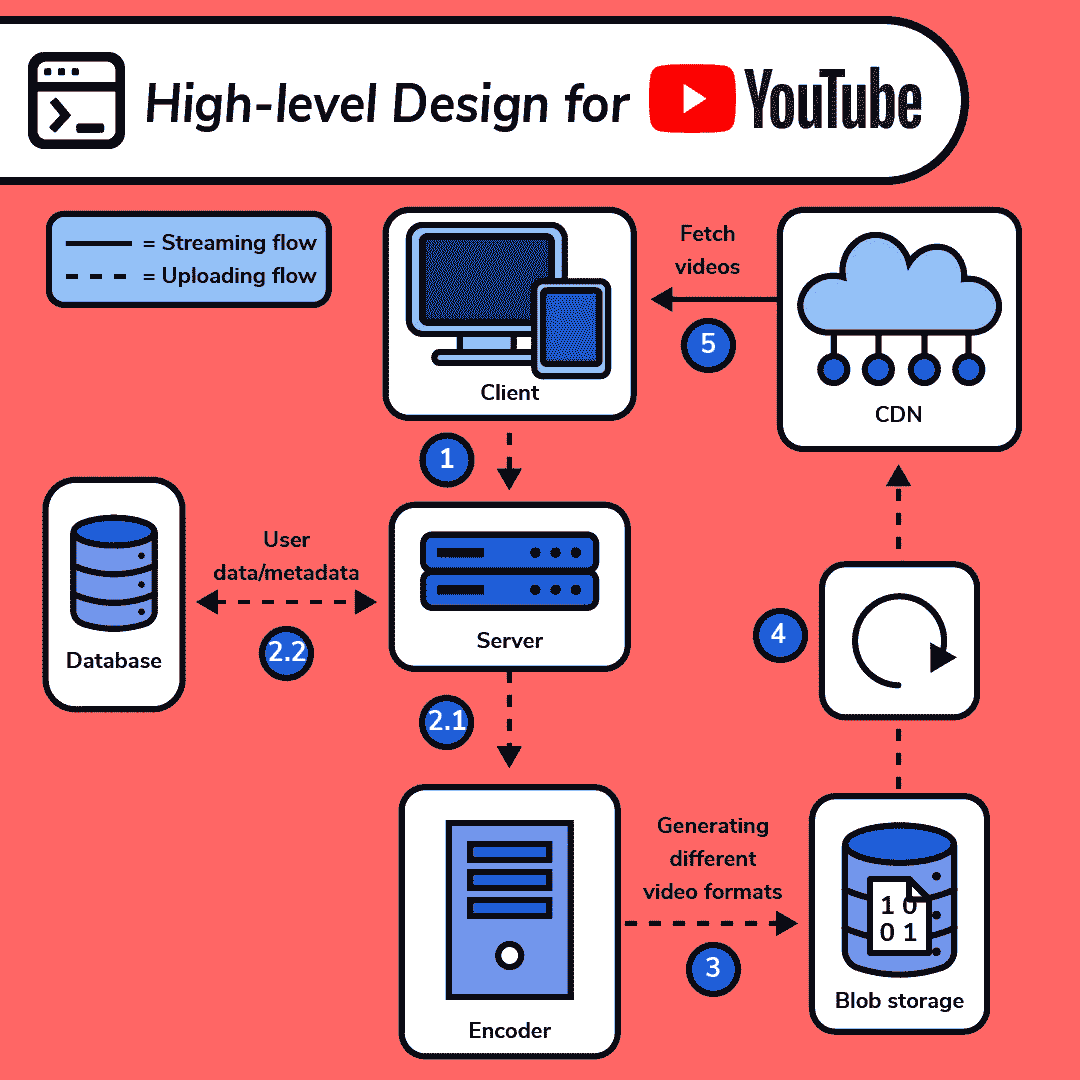 High-level Design for YouTube
= Streaming flow
= Uploading flow
Client
Fetch
videos
5
CDN
1
User
data/metadata
2.2
Database
Server
4
2.1
Generating
different
video formats
3
Encoder
1 0
0 1
Blob storage